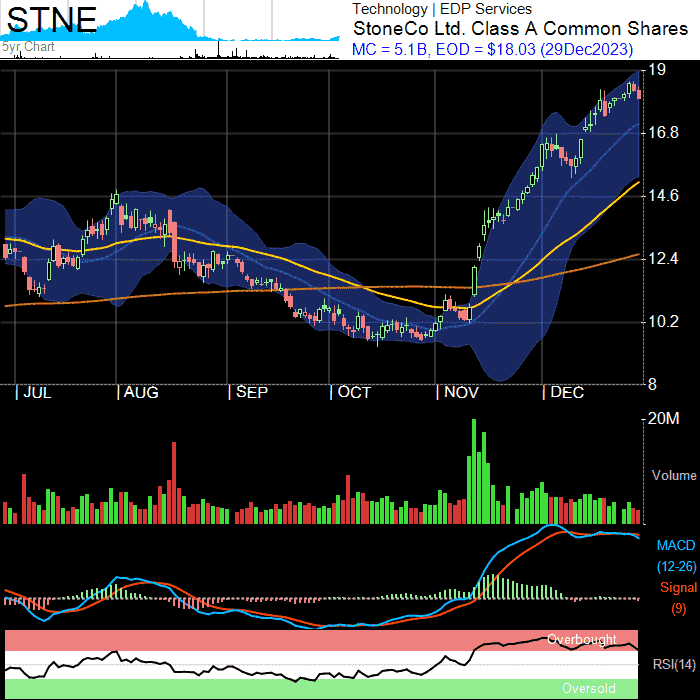 STNE
5yr Chart
Technology | EDP Services
StoneCo Ltd. Class A Common Shares
MC = 5.1B, EOD = $18.03 (29Dec2023)
19
16.8
14.6
12.4
10.2
8
| JUL | AUG | SEP | OCT | NOV | DEC
20M
Volume
MACD
(12-26)
Signal
(9)
Overbought
RSI(14)
Oversold